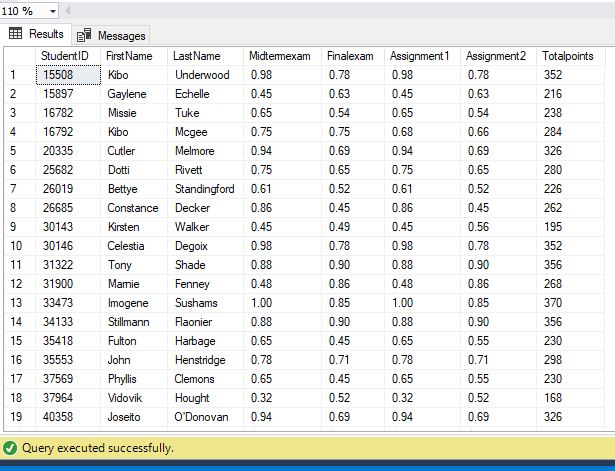 110 %
Results Messages
StudentID FirstName LastName Midtermexam Finalexam Assignment1 Assignment2 Totalpoints
1 15508 Kibo Underwood 0.98 0.78 0.98 0.78 352
2 15897 Gaylene Echelle 0.45 0.63 0.45 0.63 216
3 16782 Missie Tuke 0.65 0.54 0.65 0.54 238
4 16792 Kibo Mcgee 0.75 0.75 0.68 0.66 284
5 20335 Cutler Melmore 0.94 0.69 0.94 0.69 326
6 25682 Dotti Rivett 0.75 0.65 0.75 0.65 280
7 26019 Bettye Standingford 0.61 0.52 0.61 0.52 226
8 26685 Constance Decker 0.86 0.45 0.86 0.45 262
9 30143 Kirsten Walker 0.45 0.49 0.45 0.56 195
10 30146 Celestia Degoix 0.98 0.78 0.98 0.78 352
11 31322 Tony Shade 0.88 0.90 0.88 0.90 356
12 31900 Mamie Fenney 0.48 0.86 0.48 0.86 268
13 33473 Imogene Sushams 1.00 0.85 1.00 0.85 370
14 34133 Stillmann Flaonier 0.88 0.90 0.88 0.90 356
15 35418 Fulton Harbage 0.65 0.45 0.65 0.55 230
16 35553 John Henstridge 0.78 0.71 0.78 0.71 298
17 37569 Phyllis Clemons 0.65 0.45 0.65 0.55 230
18 37964 Vidovik Hought 0.32 0.52 0.32 0.52 168
19 40358 Joseito O'Donovan 0.94 0.69 0.94 0.69 326
Query executed successfully.